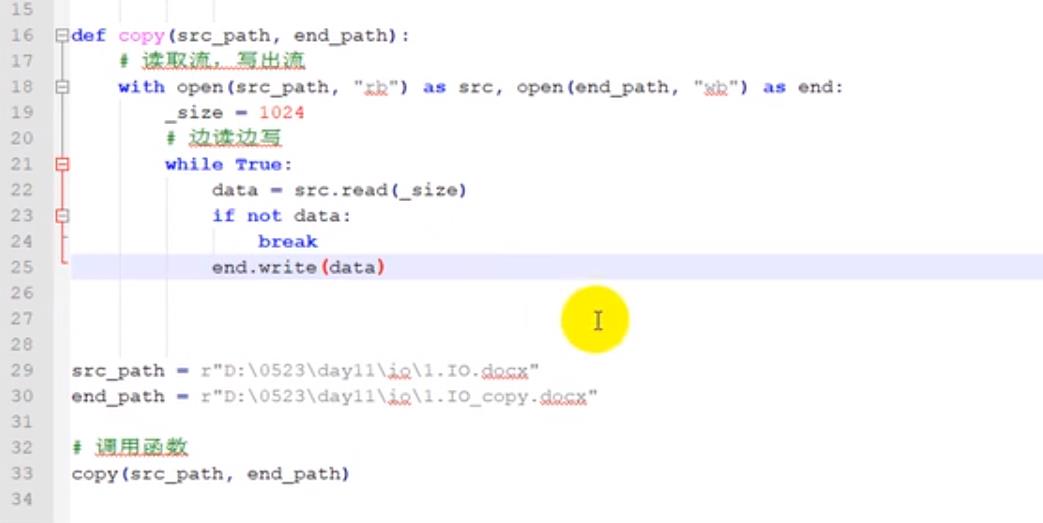 15
16 def copy(src_path, end_path):
17 # 读取流，写出流
18 with open(src_path, "rb") as src, open(end_path, "wb") as end:
19 _size = 1024
20 # 边读边写
21 while True:
22 data = src.read(_size)
23 if not data:
24 break
25 end.write(data)
26
27
28
29 src_path = r"D:\0523\day11\io\1.IO.docx"
30 end_path = r"D:\0523\day11\io\1.IO_copy.docx"
31
32 # 调用函数
33 copy(src_path, end_path)
34